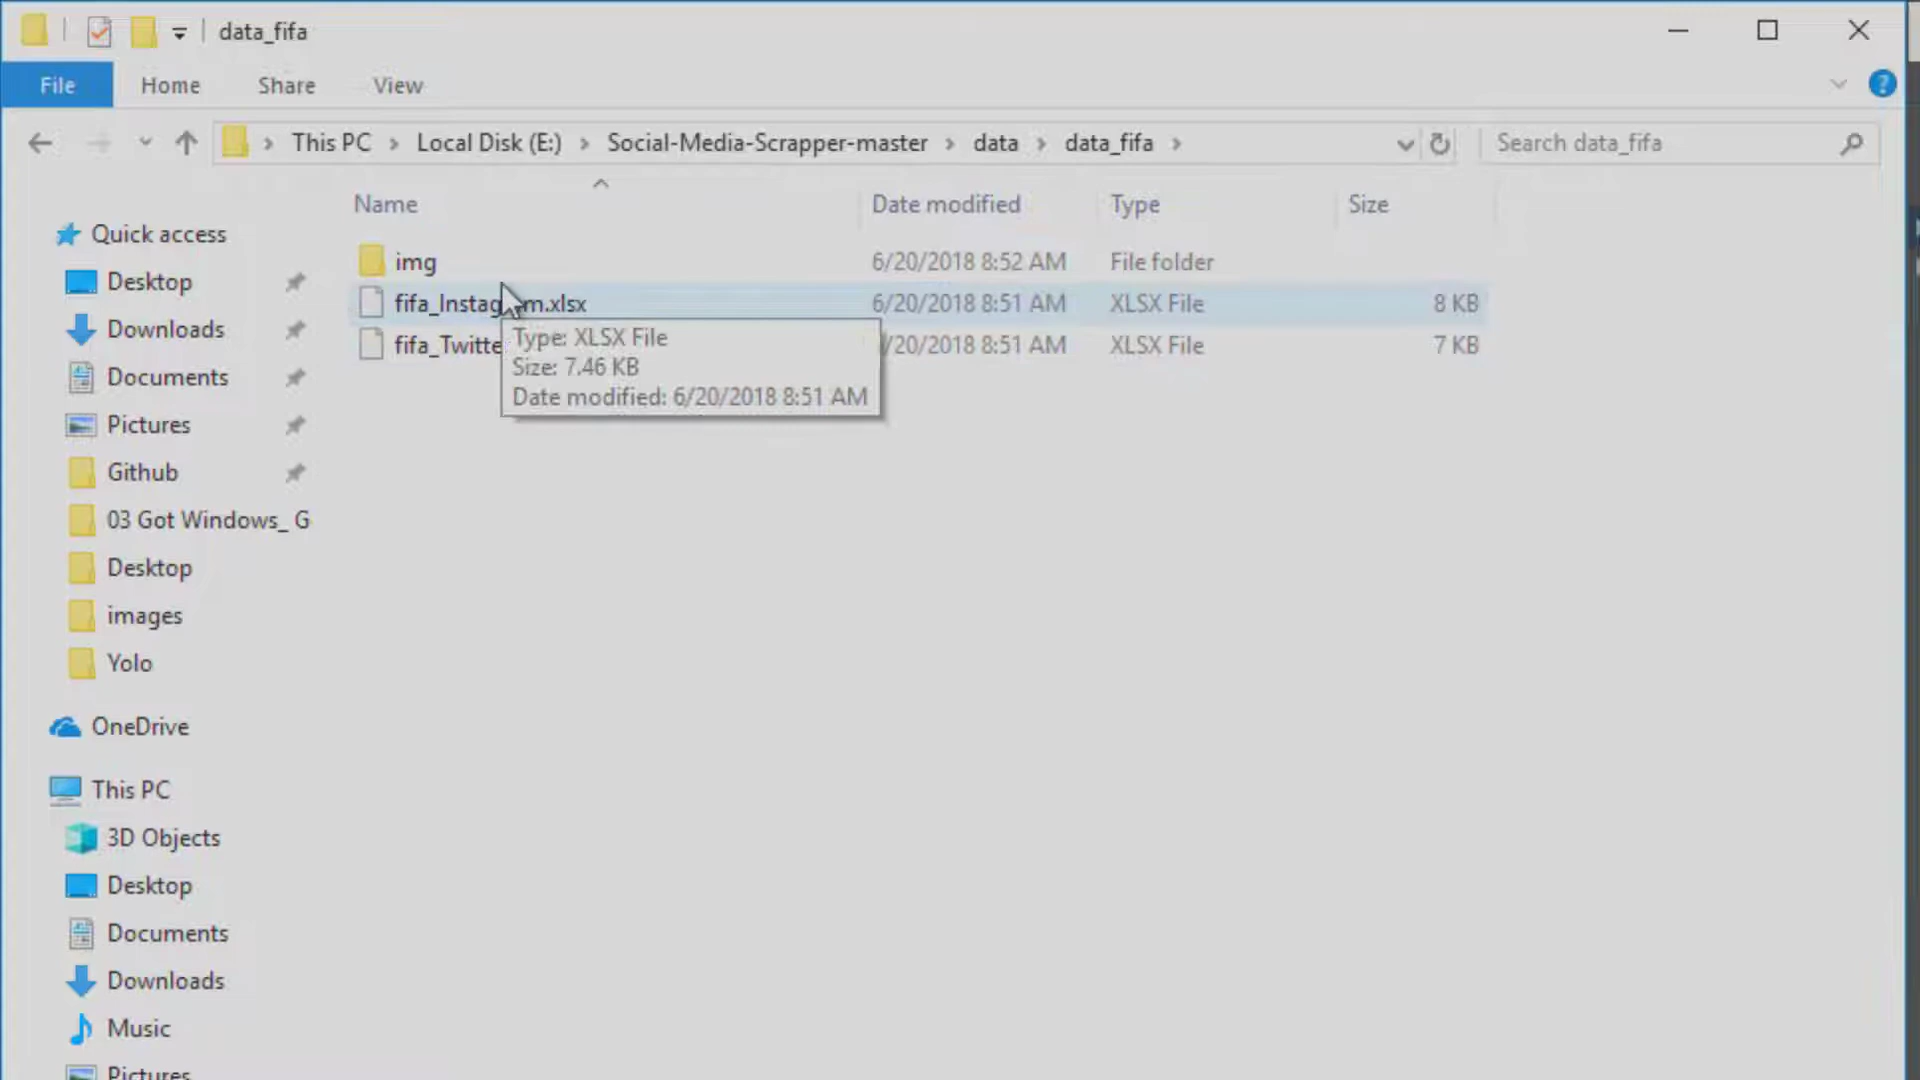 data_fifa
File Home Share View
This PC Local Disk (E:) Social-Media-Scrapper-master data data_fifa Search data_fifa
Name Date modified Type Size
Quick access
Desktop
Downloads
Documents
Pictures
Github
03 Got Windows_ G
Desktop
images
Yolo
OneDrive
This PC
3D Objects
Desktop
Documents
Downloads
Music
Pictures
img 6/20/2018 8:52 AM File folder
fifa_Instag m.xlsx 6/20/2018 8:51 AM XLSX File 8 KB
fifa_Twitte /20/2018 8:51 AM XLSX File 7 KB
Type: XLSX File
Size: 7.46 KB
Date modified: 6/20/2018 8:51 AM